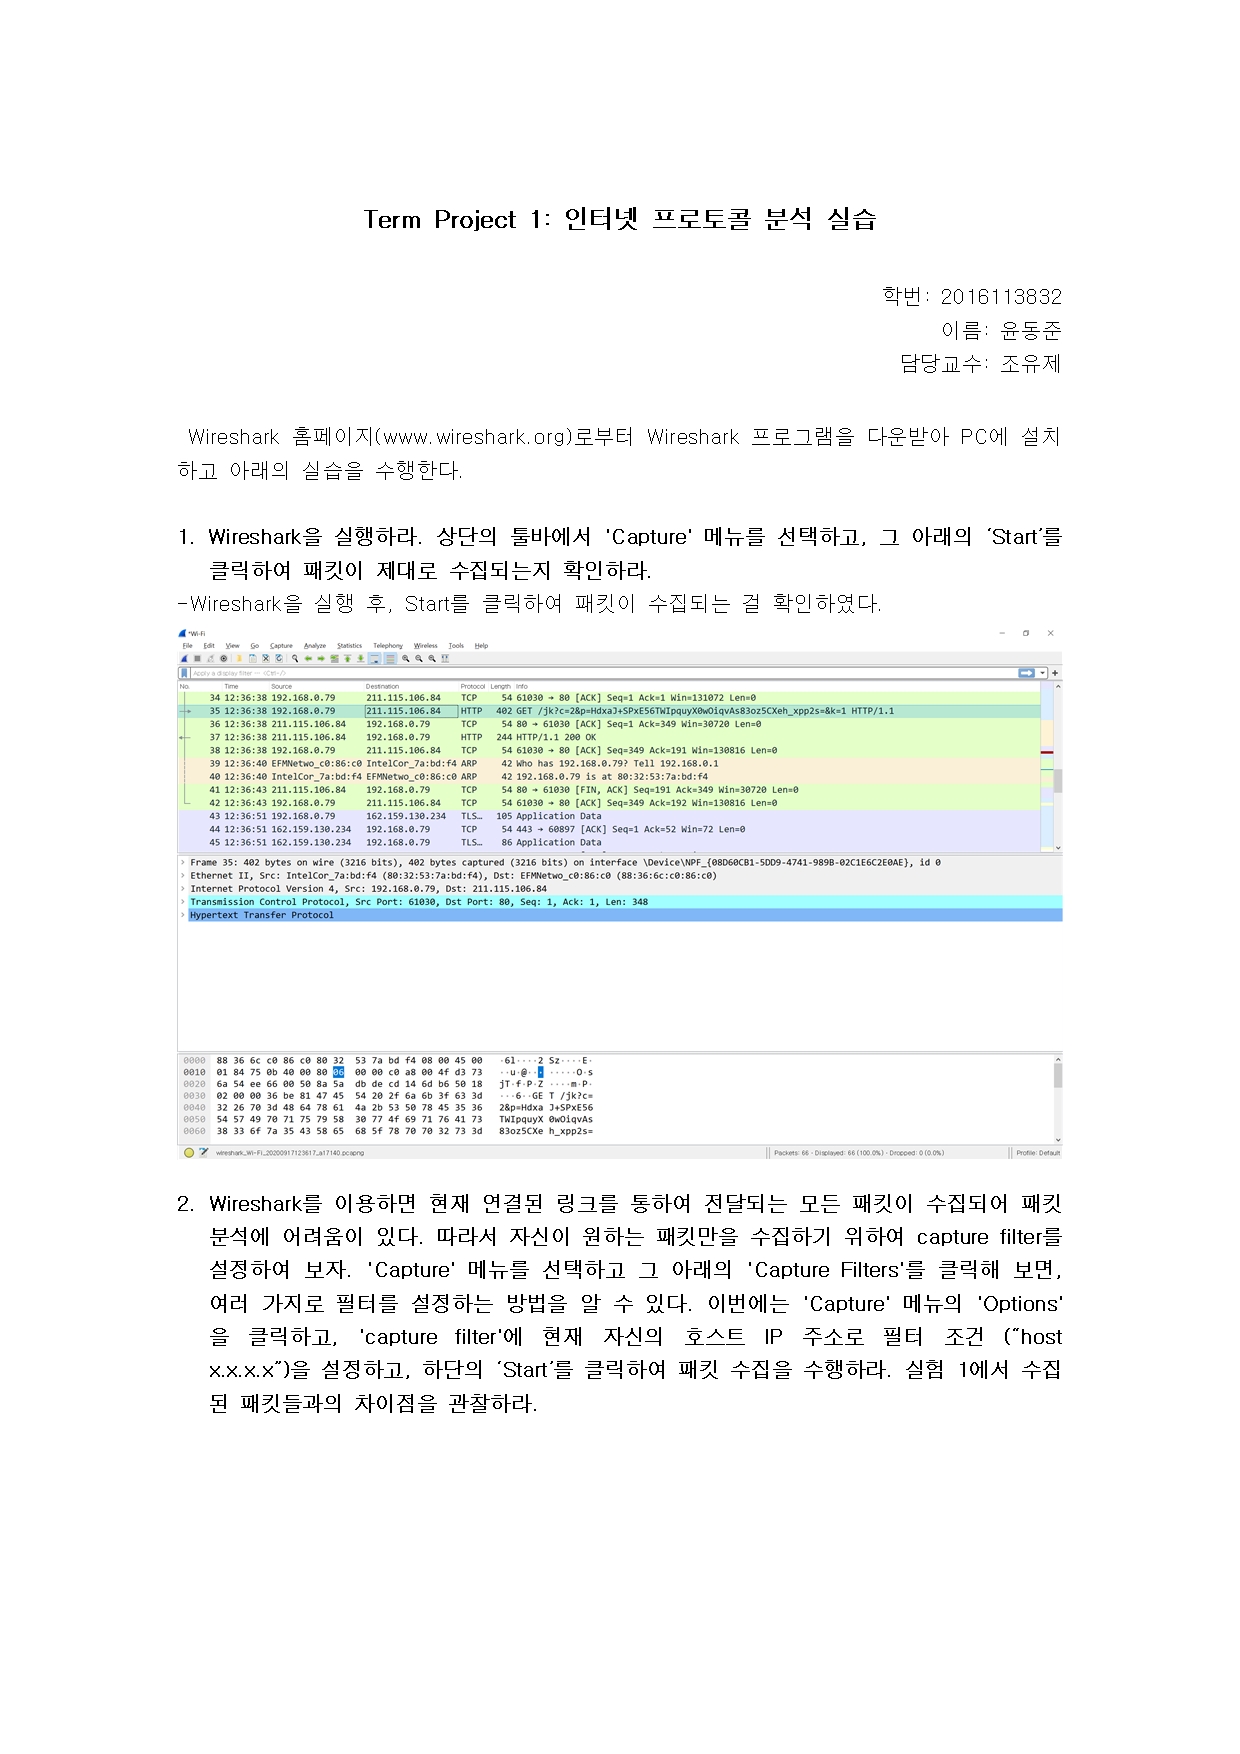 Term Project 1: 인터넷 프로토콜 분석 실습
학번: 2016113832
이름: 윤동준
담당교수: 조유제
Wireshark 홈페이지(www.wireshark.org)로부터 Wireshark 프로그램을 다운받아 PC에 설치
하고 아래의 실습을 수행한다.
1. Wireshark을 실행하라. 상단의 툴바에서 'Capture' 메뉴를 선택하고, 그 아래의 ‘Start’를
클릭하여 패킷이 제대로 수집되는지 확인하라.
-Wireshark을 실행 후, Start를 클릭하여 패킷이 수집되는 걸 확인하였다.
*Wi-Fi
File Edit View Go Capture Analyze Statistics Telephony Wireless Tools Help
Apply a display filter ... <Ctrl-/>
No. Time Source Destination Protocol Length Info
34 12:36:38 192.168.0.79 211.115.106.84 TCP 54 61030 → 80 [ACK] Seq=1 Ack=1 Win=131072 Len=0
35 12:36:38 192.168.0.79 211.115.106.84 HTTP 402 GET /jk?c=2&p=HdxaJ+SPxE56TWIpquyX0wOiqvAs83oz5CXeh_xpp2s=&k=1 HTTP/1.1
36 12:36:38 211.115.106.84 192.168.0.79 TCP 54 80 → 61030 [ACK] Seq=1 Ack=349 Win=30720 Len=0
37 12:36:38 211.115.106.84 192.168.0.79 HTTP 244 HTTP/1.1 200 OK
38 12:36:38 192.168.0.79 211.115.106.84 TCP 54 61030 → 80 [ACK] Seq=349 Ack=191 Win=130816 Len=0
39 12:36:40 EFMNetwo_c0:86:c0 IntelCor_7a:bd:f4 ARP 42 Who has 192.168.0.79? Tell 192.168.0.1
40 12:36:40 IntelCor_7a:bd:f4 EFMNetwo_c0:86:c0 ARP 42 192.168.0.79 is at 80:32:53:7a:bd:f4
41 12:36:43 211.115.106.84 192.168.0.79 TCP 54 80 → 61030 [FIN, ACK] Seq=191 Ack=349 Win=30720 Len=0
42 12:36:43 192.168.0.79 211.115.106.84 TCP 54 61030 → 80 [ACK] Seq=349 Ack=192 Win=130816 Len=0
43 12:36:51 192.168.0.79 162.159.130.234 TLS… 105 Application Data
44 12:36:51 162.159.130.234 192.168.0.79 TCP 54 443 → 60897 [ACK] Seq=1 Ack=52 Win=72 Len=0
45 12:36:51 162.159.130.234 192.168.0.79 TLS… 86 Application Data
Frame 35: 402 bytes on wire (3216 bits), 402 bytes captured (3216 bits) on interface \Device\NPF_{08D60CB1-5DD9-4741-989B-02C1E6C2E0AE}, id 0
Ethernet II, Src: IntelCor_7a:bd:f4 (80:32:53:7a:bd:f4), Dst: EFMNetwo_c0:86:c0 (88:36:6c:c0:86:c0)
Internet Protocol Version 4, Src: 192.168.0.79, Dst: 211.115.106.84
Transmission Control Protocol, Src Port: 61030, Dst Port: 80, Seq: 1, Ack: 1, Len: 348
Hypertext Transfer Protocol
0000 88 36 6c c0 86 c0 80 32 53 7a bd f4 08 00 45 00 ·6l····2 Sz····E·
0010 01 84 75 0b 40 00 80 06 00 00 c0 a8 00 4f d3 73 ··u·@··· ·····O·s
0020 6a 54 ee 66 00 50 8a 5a db de cd 14 6d b6 50 18 jT·f·P·Z ····m·P·
0030 02 00 00 36 be 81 47 45 54 20 2f 6a 6b 3f 63 3d ···6··GE T /jk?c=
0040 32 26 70 3d 48 64 78 61 4a 2b 53 50 78 45 35 36 2&p=Hdxa J+SPxE56
0050 54 57 49 70 71 75 79 58 30 77 4f 69 71 76 41 73 TWIpquyX 0wOiqvAs
0060 38 33 6f 7a 35 43 58 65 68 5f 78 70 70 32 73 3d 83oz5CXe h_xpp2s=
wireshark_Wi-Fi_20200917123617_a17140.pcapng Packets: 66 · Displayed: 66 (100.0%) · Dropped: 0 (0.0%) Profile: Default
2. Wireshark를 이용하면 현재 연결된 링크를 통하여 전달되는 모든 패킷이 수집되어 패킷
분석에 어려움이 있다. 따라서 자신이 원하는 패킷만을 수집하기 위하여 capture filter를
설정하여 보자. 'Capture' 메뉴를 선택하고 그 아래의 'Capture Filters'를 클릭해 보면,
여러 가지로 필터를 설정하는 방법을 알 수 있다. 이번에는 'Capture' 메뉴의 'Options'
을 클릭하고, 'capture filter'에 현재 자신의 호스트 IP 주소로 필터 조건 (“host
x.x.x.x”)을 설정하고, 하단의 ‘Start’를 클릭하여 패킷 수집을 수행하라. 실험 1에서 수집
된 패킷들과의 차이점을 관찰하라.